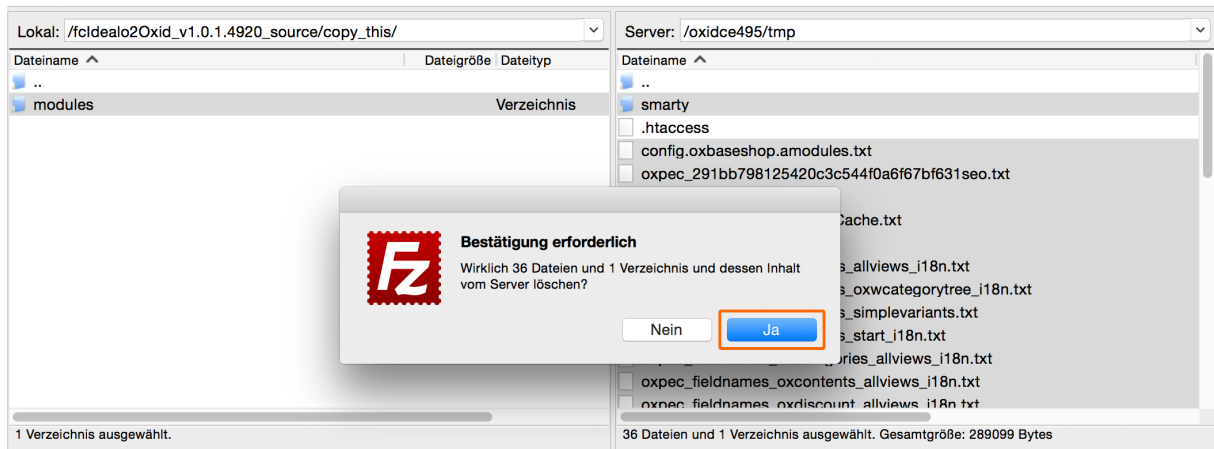 Lokal: /fcIdealo2Oxid_v1.0.1.4920_source/copy_this/
Dateiname Dateigröße Dateityp
..
modules Verzeichnis
1 Verzeichnis ausgewählt.
Server: /oxidce495/tmp
Dateiname
..
smarty
.htaccess
config.oxbaseshop.amodules.txt
oxpec_291bb798125420c3c544f0a6f67bf631seo.txt
Cache.txt
s_allviews_i18n.txt
s_oxwcategorytree_i18n.txt
s_simplevariants.txt
s_start_i18n.txt
ories_allviews_i18n.txt
oxpec_fieldnames_oxcontents_allviews_i18n.txt
oxpec_fieldnames_oxdiscount_allviews_i18n.txt
36 Dateien und 1 Verzeichnis ausgewählt. Gesamtgröße: 289099 Bytes
Fz
Bestätigung erforderlich
Wirklich 36 Dateien und 1 Verzeichnis und dessen Inhalt
vom Server löschen?
Nein Ja